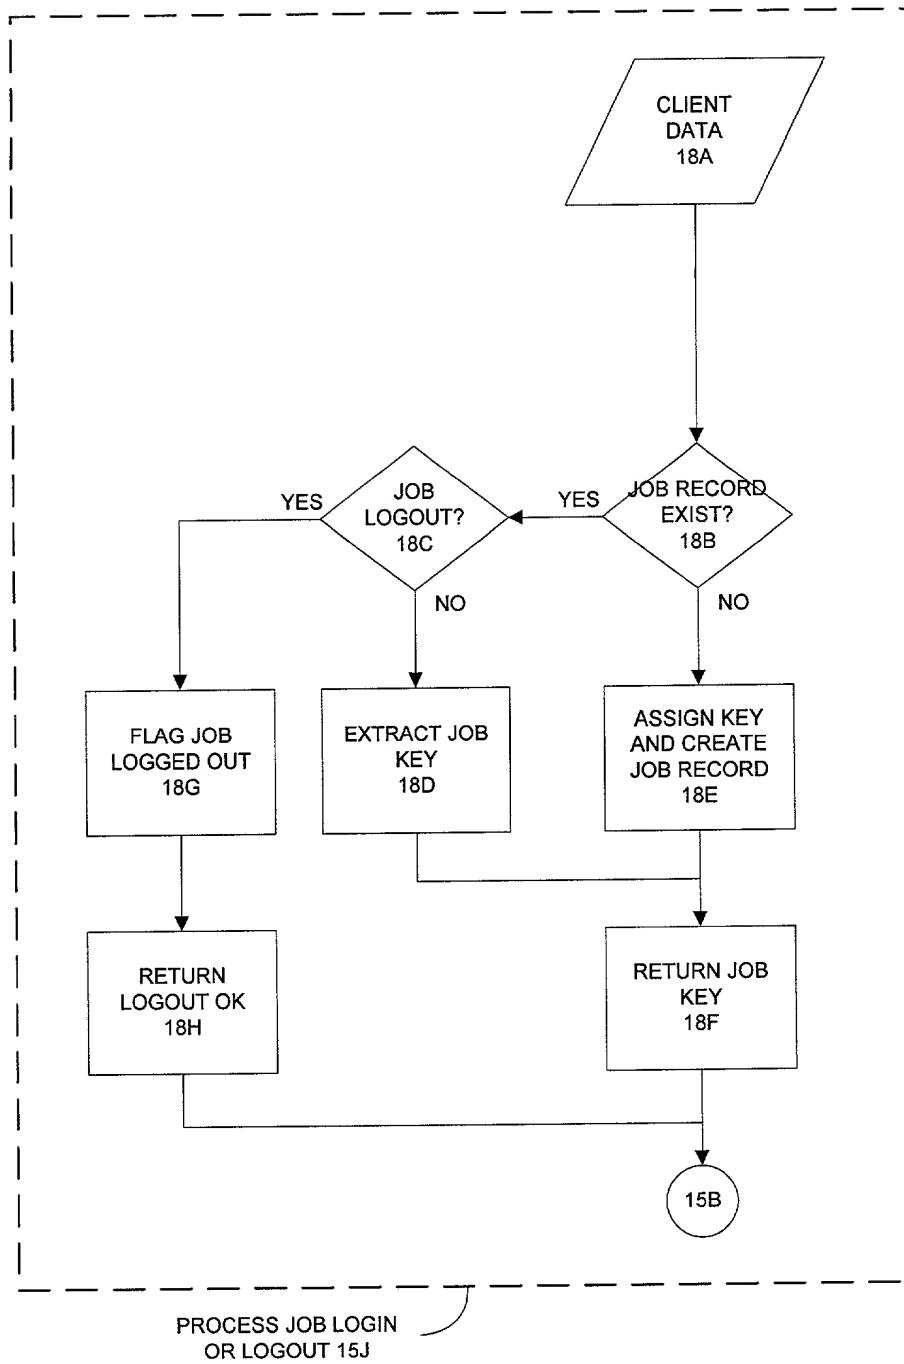 CLIENT
DATA
18A
JOB RECORD
EXIST?
18B
YES
NO
JOB
LOGOUT?
18C
YES
NO
FLAG JOB
LOGGED OUT
18G
EXTRACT JOB
KEY
18D
ASSIGN KEY
AND CREATE
JOB RECORD
18E
RETURN
LOGOUT OK
18H
RETURN JOB
KEY
18F
15B
PROCESS JOB LOGIN
OR LOGOUT 15J